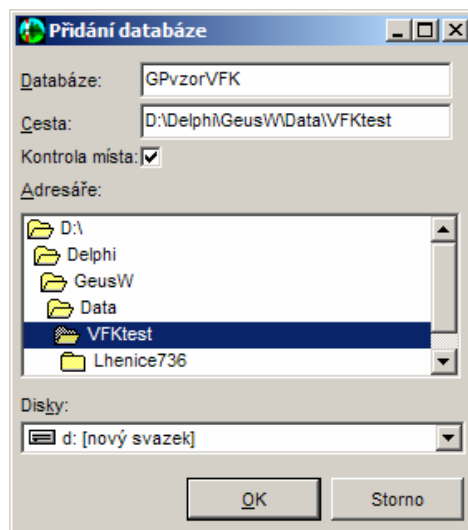 Přidání databáze
Databáze: GPvzorVFK
Cesta: D:\Delphi\GeusW\Data\VFKtest
Kontrola místa:
Adresáře:
D:\
Delphi
GeusW
Data
VFKtest
Lhenice736
Disky:
d: [nový svazek]
OK Storno